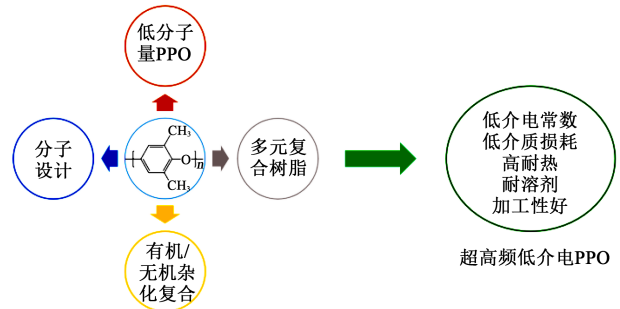 低分子
量PPO
分子
设计
CH₃
O
n
CH₃
多元复
合树脂
有机/
无机杂
化复合
低介电常数
低介质损耗
高耐热
耐溶剂
加工性好
超高频低介电PPO